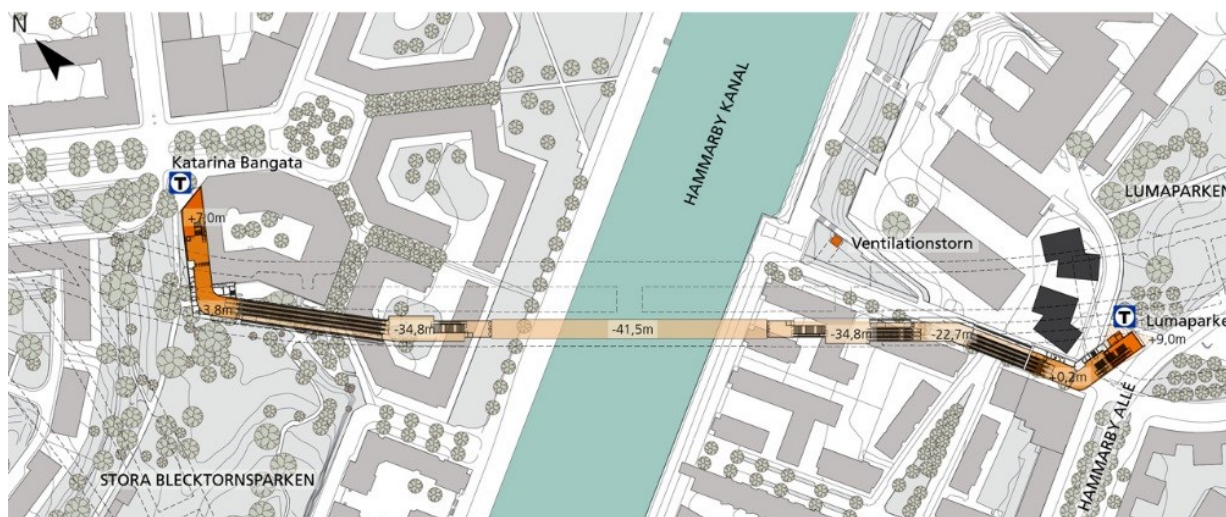 N
Katarina Bangata
T
+7,0m
-3,8m
-34,8m
-41,5m
HAMMARBY KANAL
Ventilationstorn
-34,8m
-22,7m
+0,2m
LUMAPARKEN
T
Lumaparke
+9,0m
HAMMARBY ALLÉ
STORA BLECKTORNSPARKEN